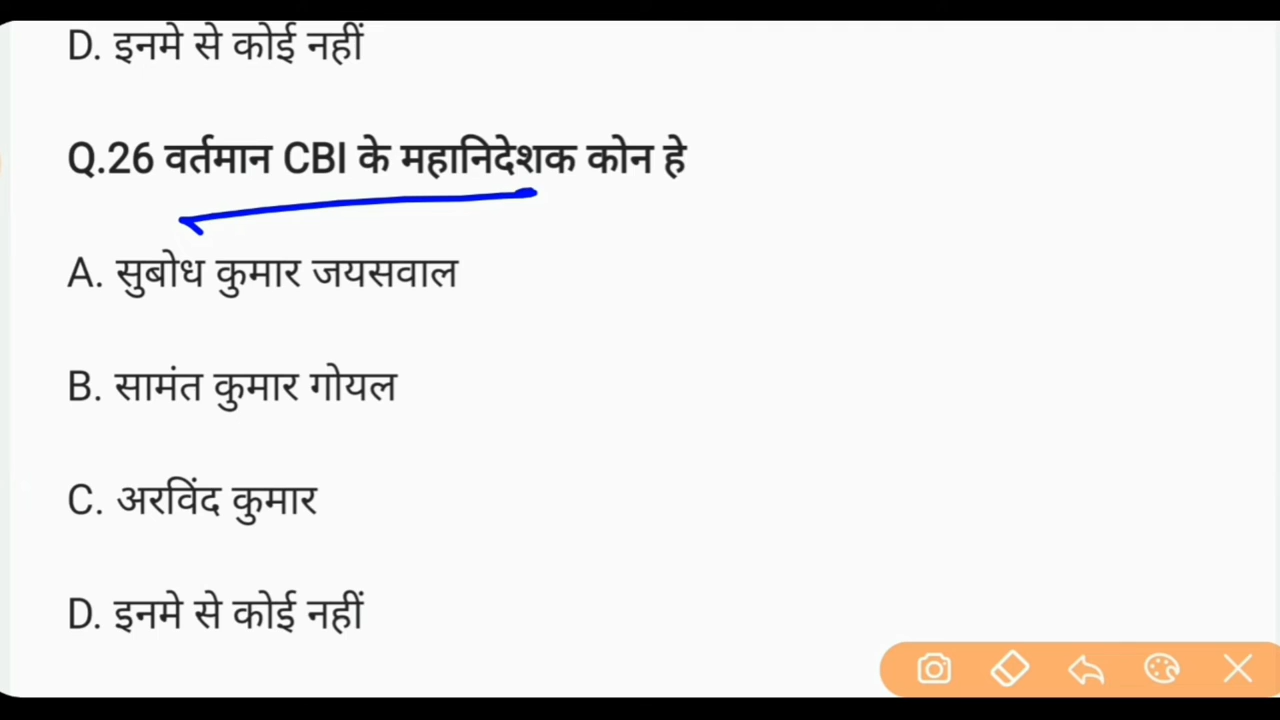 D. इनमे से कोई नहीं
Q.26 वर्तमान CBI के महानिदेशक कोन हे
A. सुबोध कुमार जयसवाल
B. सामंत कुमार गोयल
C. अरविंद कुमार
D. इनमे से कोई नहीं